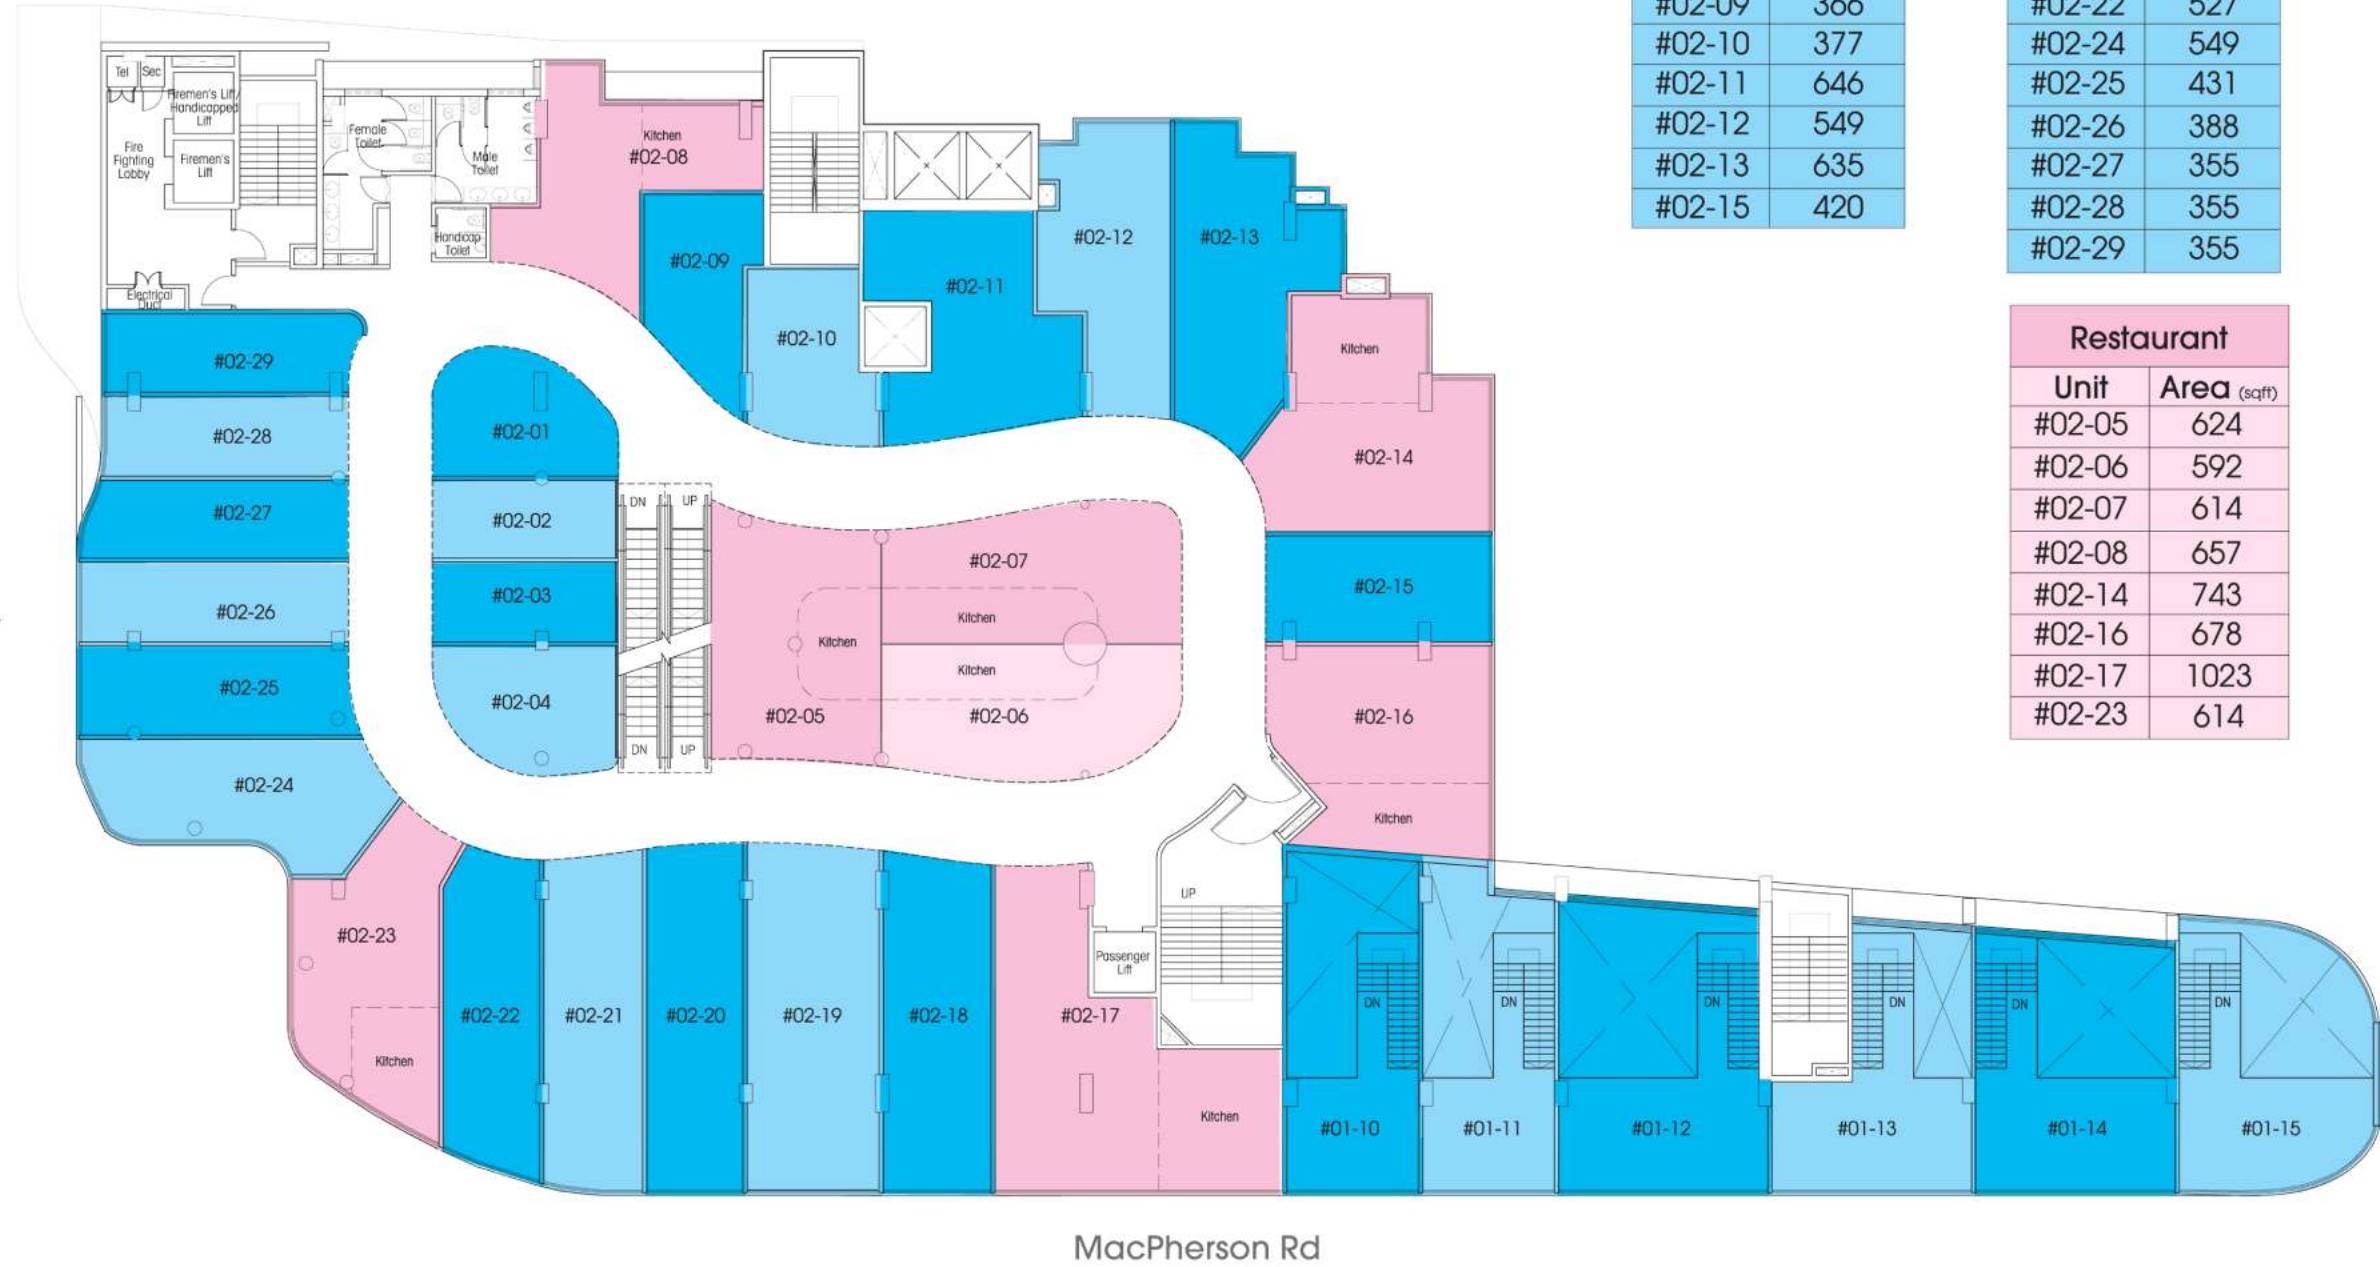 #02-09 366
#02-10 377
#02-11 646
#02-12 549
#02-13 635
#02-15 420
#02-22 527
#02-24 549
#02-25 431
#02-26 388
#02-27 355
#02-28 355
#02-29 355
Restaurant
Unit Area (sqft)
#02-05 624
#02-06 592
#02-07 614
#02-08 657
#02-14 743
#02-16 678
#02-17 1023
#02-23 614
Tel
Sec
Firemen's Lift/
Handicapped
Lift
Fire
Fighting
Lobby
Firemen's
Lift
Female
Toilet
Male
Toilet
Handicap
Toilet
Electrical
Duct
Kitchen
#02-08
#02-09
#02-10
#02-11
#02-12
#02-13
Kitchen
#02-14
#02-29
#02-28
#02-27
#02-26
#02-25
#02-24
#02-01
#02-02
#02-03
#02-04
DN
UP
DN
UP
#02-07
Kitchen
Kitchen
Kitchen
#02-05
#02-06
#02-15
#02-16
Kitchen
#02-23
Kitchen
#02-22
#02-21
#02-20
#02-19
#02-18
#02-17
Kitchen
UP
Passenger
Lift
DN
DN
DN
DN
DN
DN
#01-10
#01-11
#01-12
#01-13
#01-14
#01-15
MacPherson Rd